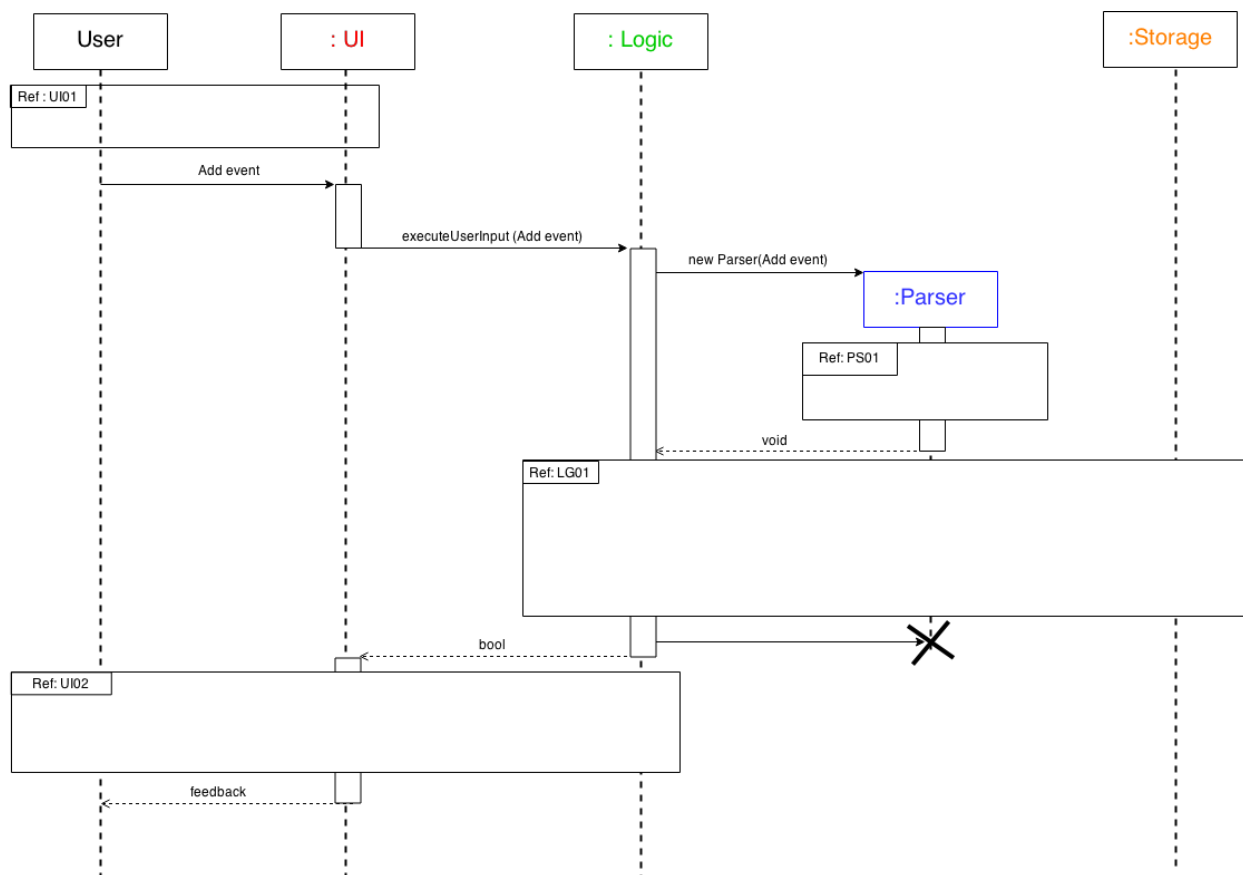 User
: UI
: Logic
:Storage
Ref : UI01
Add event
executeUserInput (Add event)
new Parser(Add event)
:Parser
Ref: PS01
void
Ref: LG01
bool
Ref: UI02
feedback